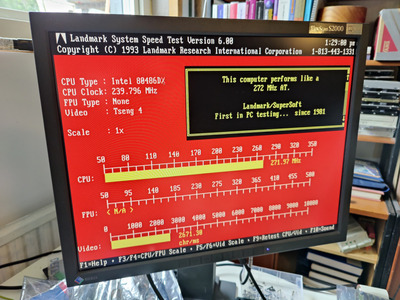 FlexScan S2000
Landmark System Speed Test Version 6.00 1:29:00 pm
Copyright (C) 1993 Landmark Research International Corporation 1-813-443-1331
CPU Type : Intel 80486DX
CPU Clock: 239.796 MHz
FPU Type : None
Video : Tseng 4
Scale : 1x
This computer performs like a
272 MHz AT.
Landmark/SuperSoft
First in PC testing... since 1981
50 80 110 140 170 200 230 260 290 320 350
CPU: 271.97 MHz
50 95 140 185 230 275 320 365 410 455 500
FPU: < N/A >
0 1000 2000 3000 4000 5000 6000 7000 8000 9000 10000
Video: 2671.30
chr/ms
F1=Help · F3/F4=CPU/FPU Scale · F5/F6=Vid Scale · F9=Retest CPU/Vid · F10=Sound